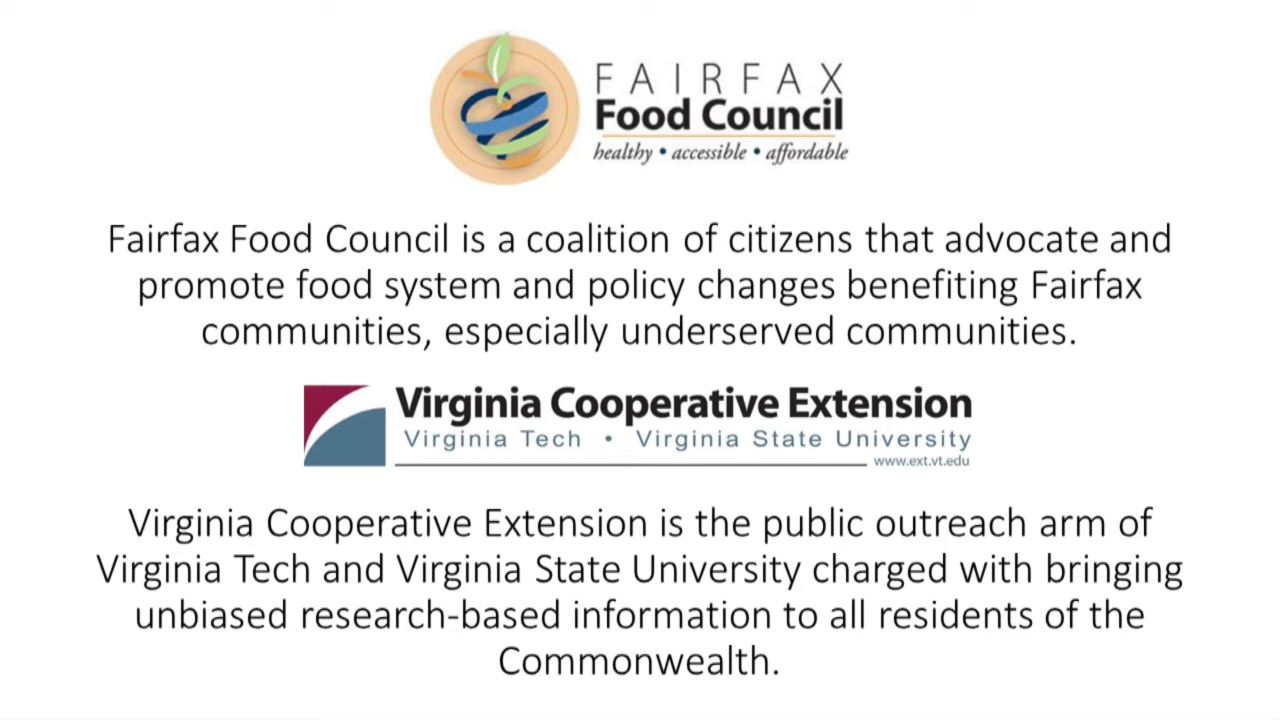 FAIRFAX
Food Council
healthy • accessible • affordable
Fairfax Food Council is a coalition of citizens that advocate and
promote food system and policy changes benefiting Fairfax
communities, especially underserved communities.
Virginia Cooperative Extension
Virginia Tech • Virginia State University
www.ext.vt.edu
Virginia Cooperative Extension is the public outreach arm of
Virginia Tech and Virginia State University charged with bringing
unbiased research-based information to all residents of the
Commonwealth.